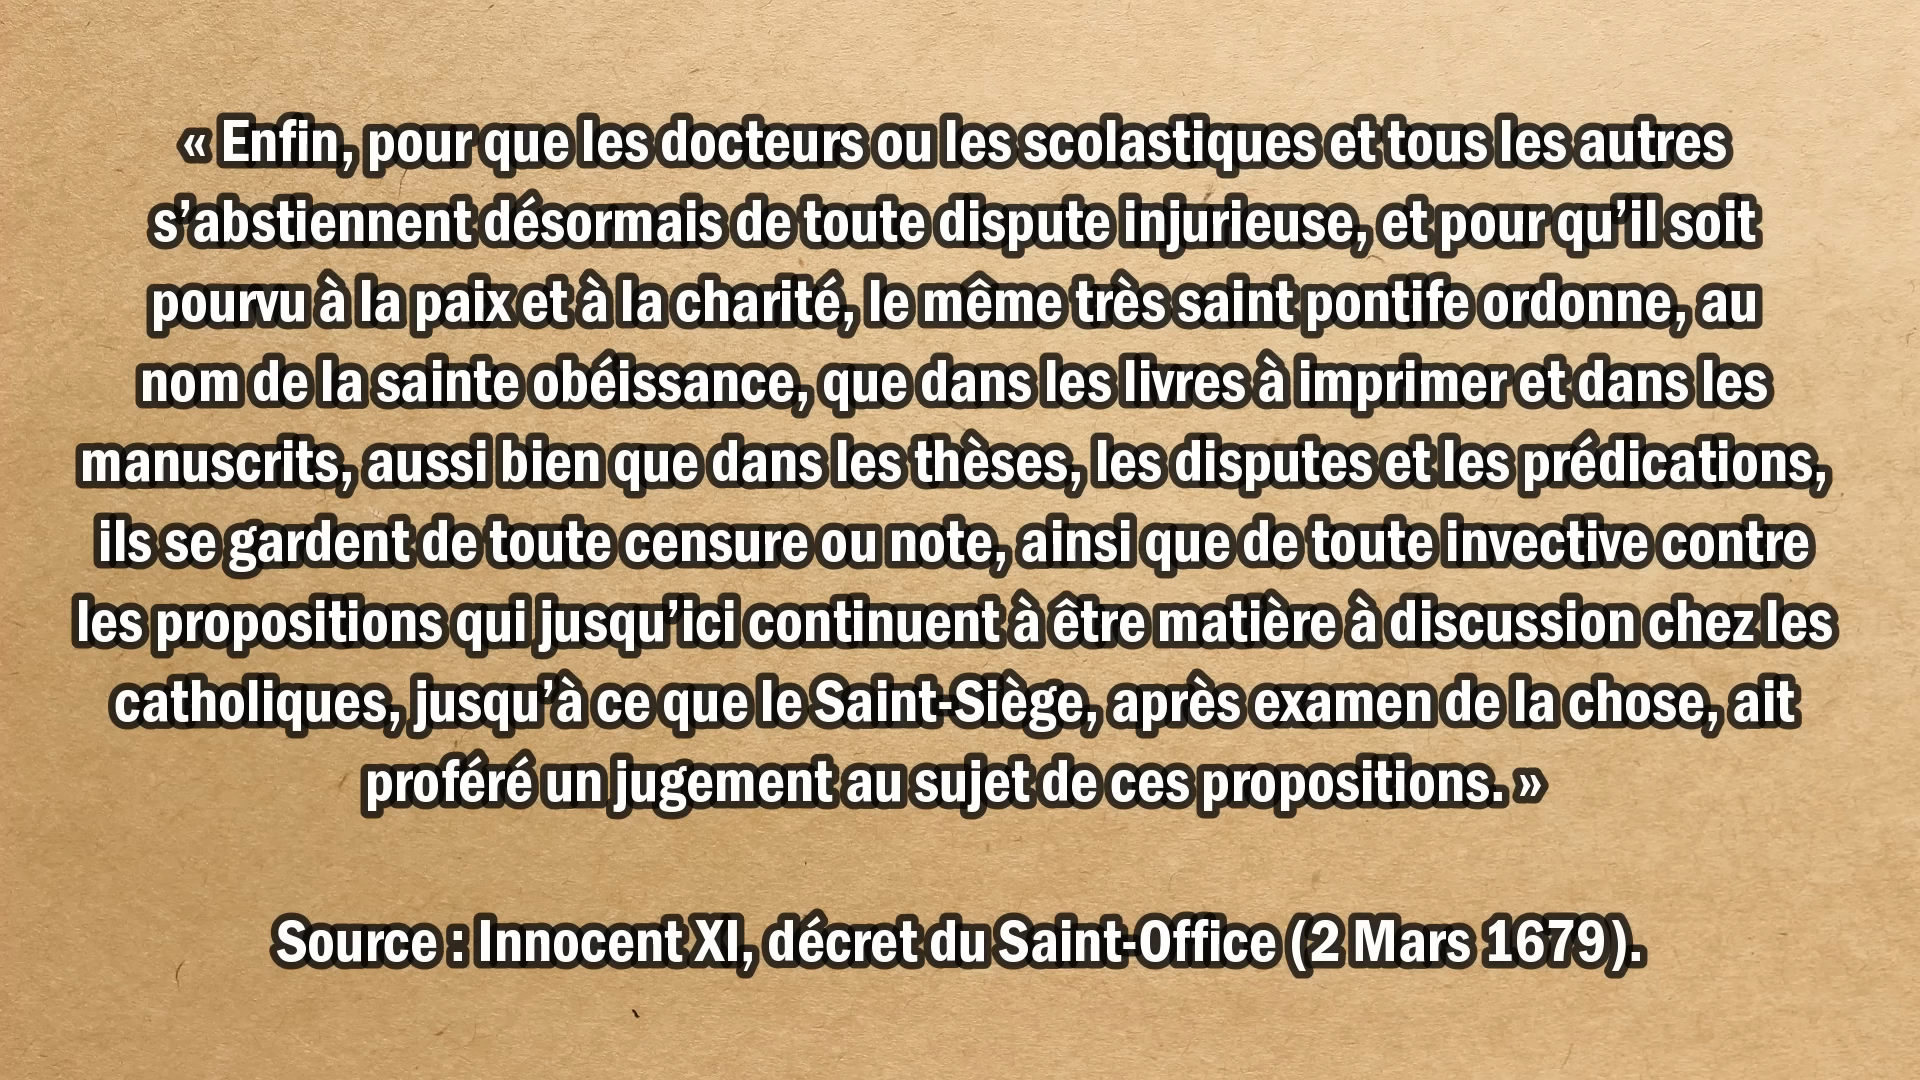 « Enfin, pour que les docteurs ou les scolastiques et tous les autres
s’abstiennent désormais de toute dispute injurieuse, et pour qu’il soit
pourvu à la paix et à la charité, le même très saint pontife ordonne, au
nom de la sainte obéissance, que dans les livres à imprimer et dans les
manuscrits, aussi bien que dans les thèses, les disputes et les prédications,
ils se gardent de toute censure ou note, ainsi que de toute invective contre
les propositions qui jusqu’ici continuent à être matière à discussion chez les
catholiques, jusqu’à ce que le Saint-Siège, après examen de la chose, ait
proféré un jugement au sujet de ces propositions. »
Source : Innocent XI, décret du Saint-Office (2 Mars 1679).